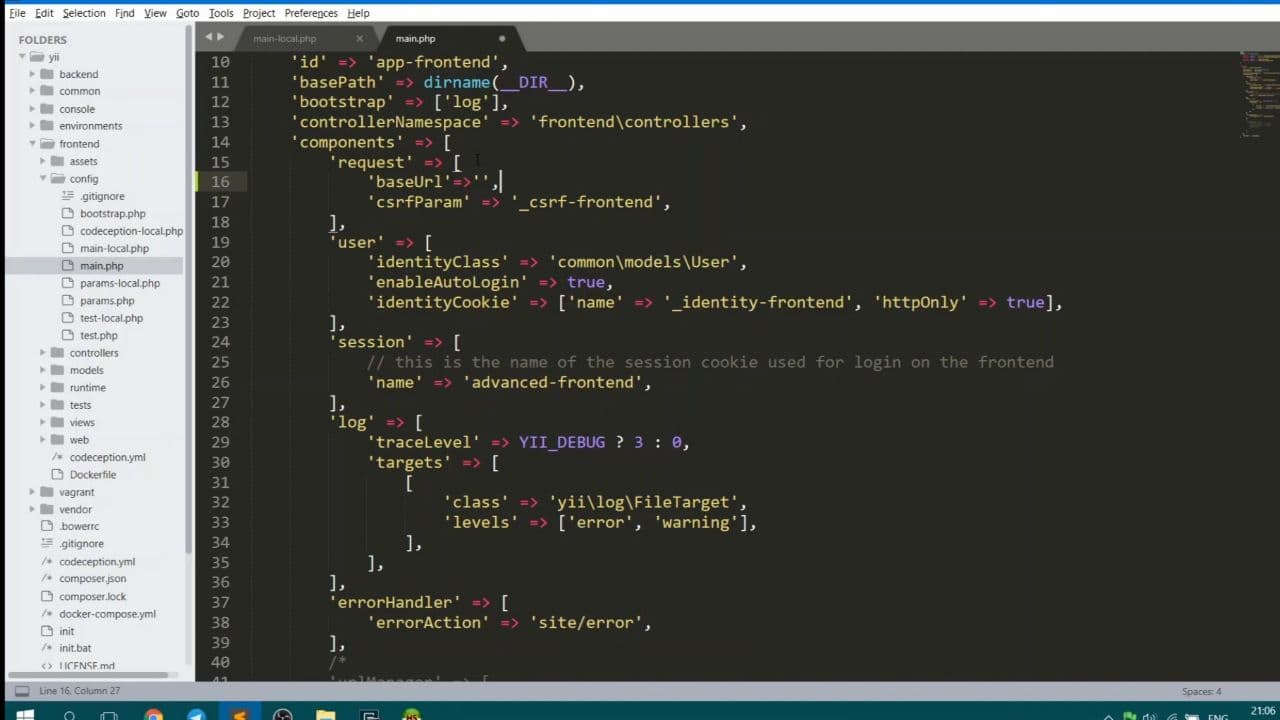 File Edit Selection Find View Goto Tools Project Preferences Help
FOLDERS
yii
backend
common
console
environments
frontend
assets
config
.gitignore
bootstrap.php
codeception-local.php
main-local.php
main.php
params-local.php
params.php
test-local.php
test.php
controllers
models
runtime
tests
views
web
codeception.yml
Dockerfile
vagrant
vendor
.bowerrc
.gitignore
codeception.yml
composer.json
composer.lock
docker-compose.yml
init
init.bat
LICENSE.md
main-local.php
main.php
10 'id' => 'app-frontend',
11 'basePath' => dirname(__DIR__),
12 'bootstrap' => ['log'],
13 'controllerNamespace' => 'frontend\controllers',
14 'components' => [
15 'request' => [
16 'baseUrl'=>'',
17 'csrfParam' => '_csrf-frontend',
18 ],
19 'user' => [
20 'identityClass' => 'common\models\User',
21 'enableAutoLogin' => true,
22 'identityCookie' => ['name' => '_identity-frontend', 'httpOnly' => true],
23 ],
24 'session' => [
25 // this is the name of the session cookie used for login on the frontend
26 'name' => 'advanced-frontend',
27 ],
28 'log' => [
29 'traceLevel' => YII_DEBUG ? 3 : 0,
30 'targets' => [
31 [
32 'class' => 'yii\log\FileTarget',
33 'levels' => ['error', 'warning'],
34 ],
35 ],
36 ],
37 'errorHandler' => [
38 'errorAction' => 'site/error',
39 ],
40 /*
41 'urlManager' => [
Line 16, Column 27
Spaces: 4
ENG
21:06